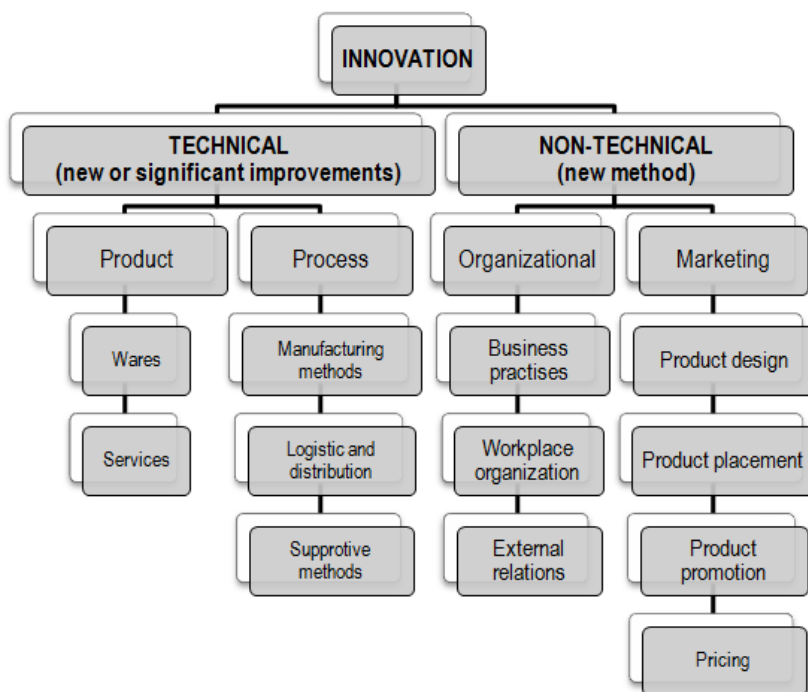 INNOVATION
TECHNICAL
(new or significant improvements)
NON-TECHNICAL
(new method)
Product
Process
Organizational
Marketing
Wares
Manufacturing
methods
Business
practises
Product design
Services
Logistic and
distribution
Workplace
organization
Product placement
Supprotive
methods
External
relations
Product
promotion
Pricing